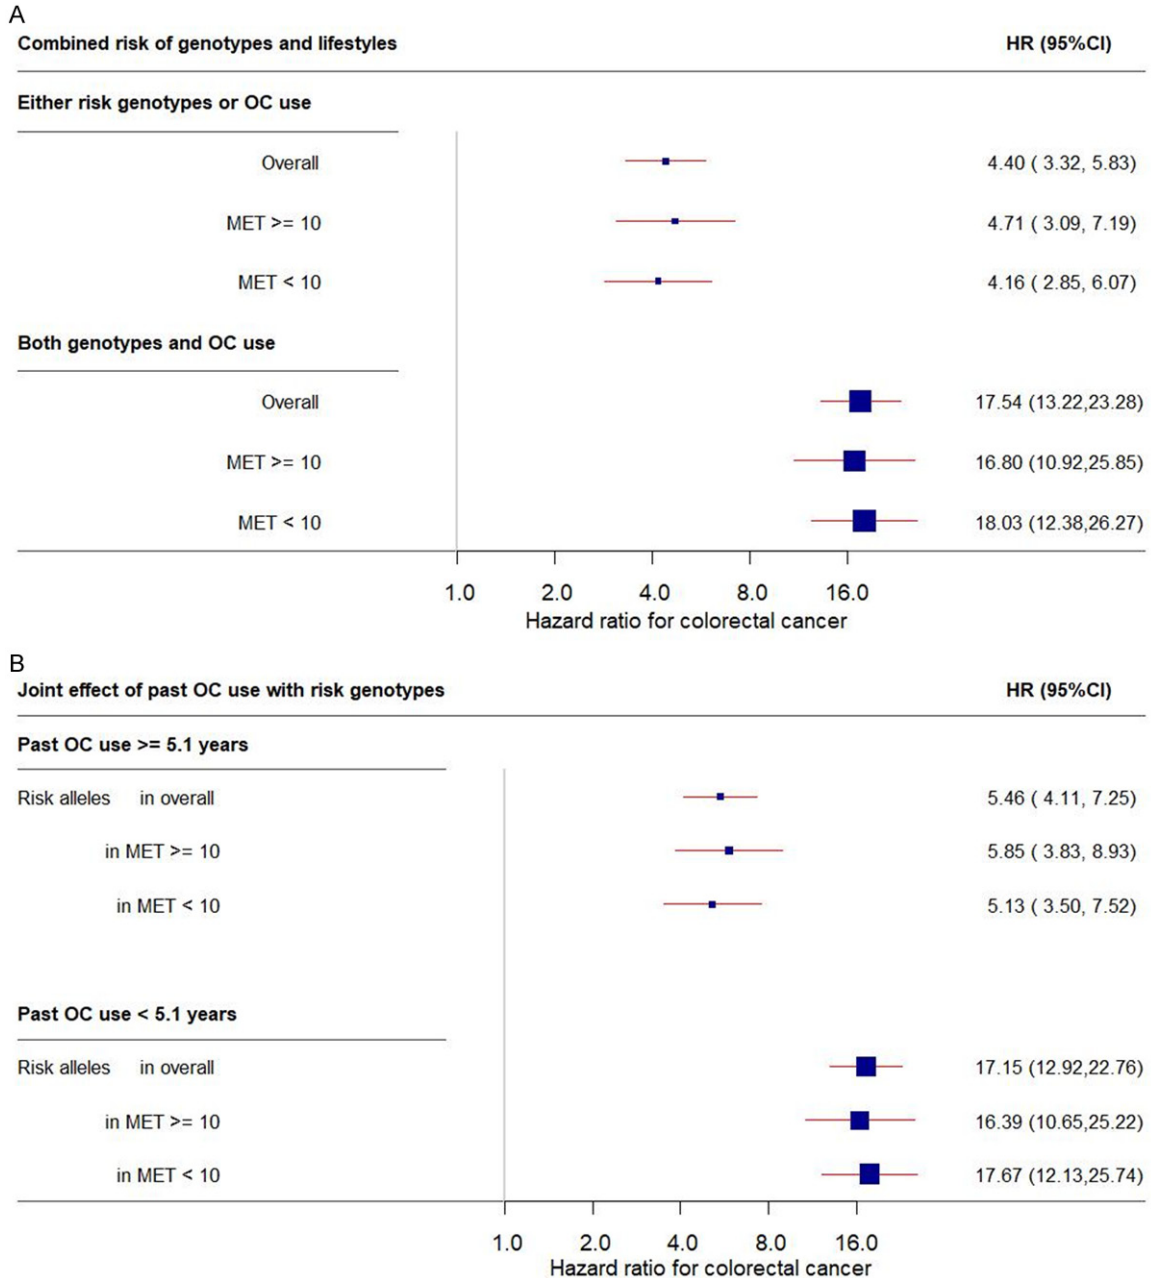 A
Combined risk of genotypes and lifestyles HR (95%CI)
Either risk genotypes or OC use
Overall 4.40 ( 3.32, 5.83)
MET >= 10 4.71 ( 3.09, 7.19)
MET < 10 4.16 ( 2.85, 6.07)
Both genotypes and OC use
Overall 17.54 (13.22,23.28)
MET >= 10 16.80 (10.92,25.85)
MET < 10 18.03 (12.38,26.27)
1.0 2.0 4.0 8.0 16.0
Hazard ratio for colorectal cancer
B
Joint effect of past OC use with risk genotypes HR (95%CI)
Past OC use >= 5.1 years
Risk alleles in overall 5.46 ( 4.11, 7.25)
in MET >= 10 5.85 ( 3.83, 8.93)
in MET < 10 5.13 ( 3.50, 7.52)
Past OC use < 5.1 years
Risk alleles in overall 17.15 (12.92,22.76)
in MET >= 10 16.39 (10.65,25.22)
in MET < 10 17.67 (12.13,25.74)
1.0 2.0 4.0 8.0 16.0
Hazard ratio for colorectal cancer